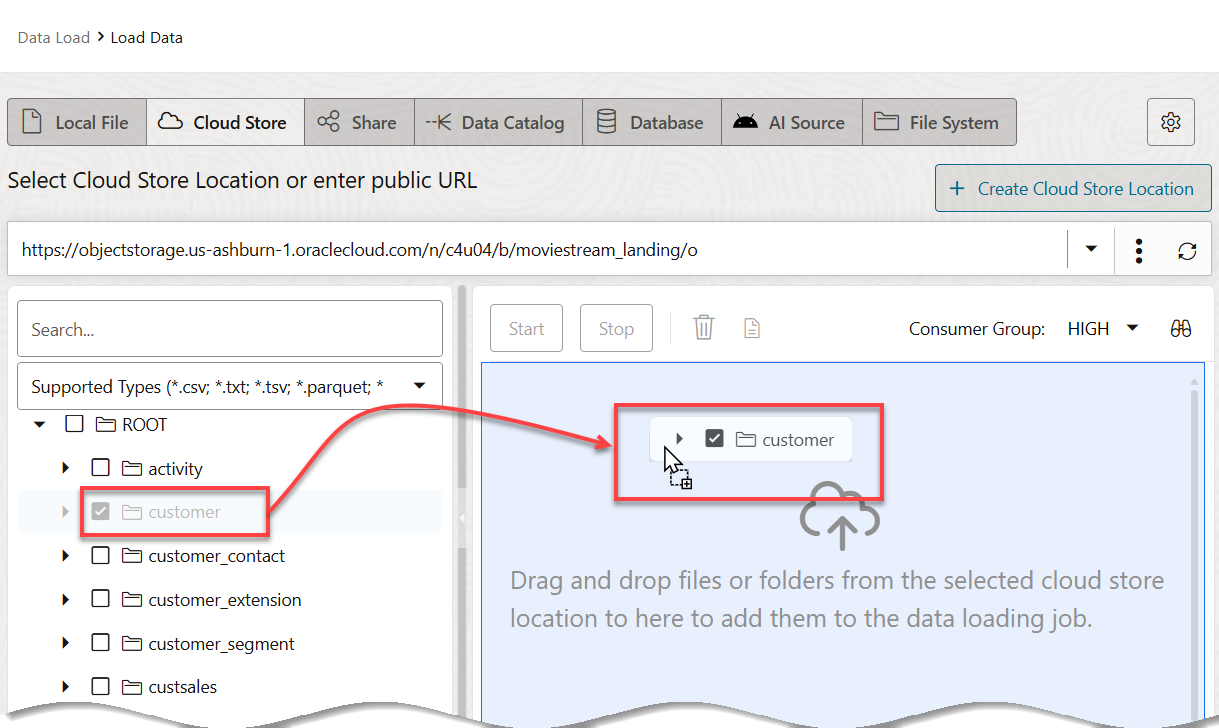 Data Load > Load Data
Local File
Cloud Store
Share
Data Catalog
Database
AI Source
File System
Select Cloud Store Location or enter public URL
+ Create Cloud Store Location
https://objectstorage.us-ashburn-1.oraclecloud.com/n/c4u04/b/moviestream_landing/o
Search...
Supported Types (*.csv; *.txt; *.tsv; *.parquet; *
ROOT
activity
customer
customer_contact
customer_extension
customer_segment
custsales
Start
Stop
Consumer Group: HIGH
customer
Drag and drop files or folders from the selected cloud store
location to here to add them to the data loading job.